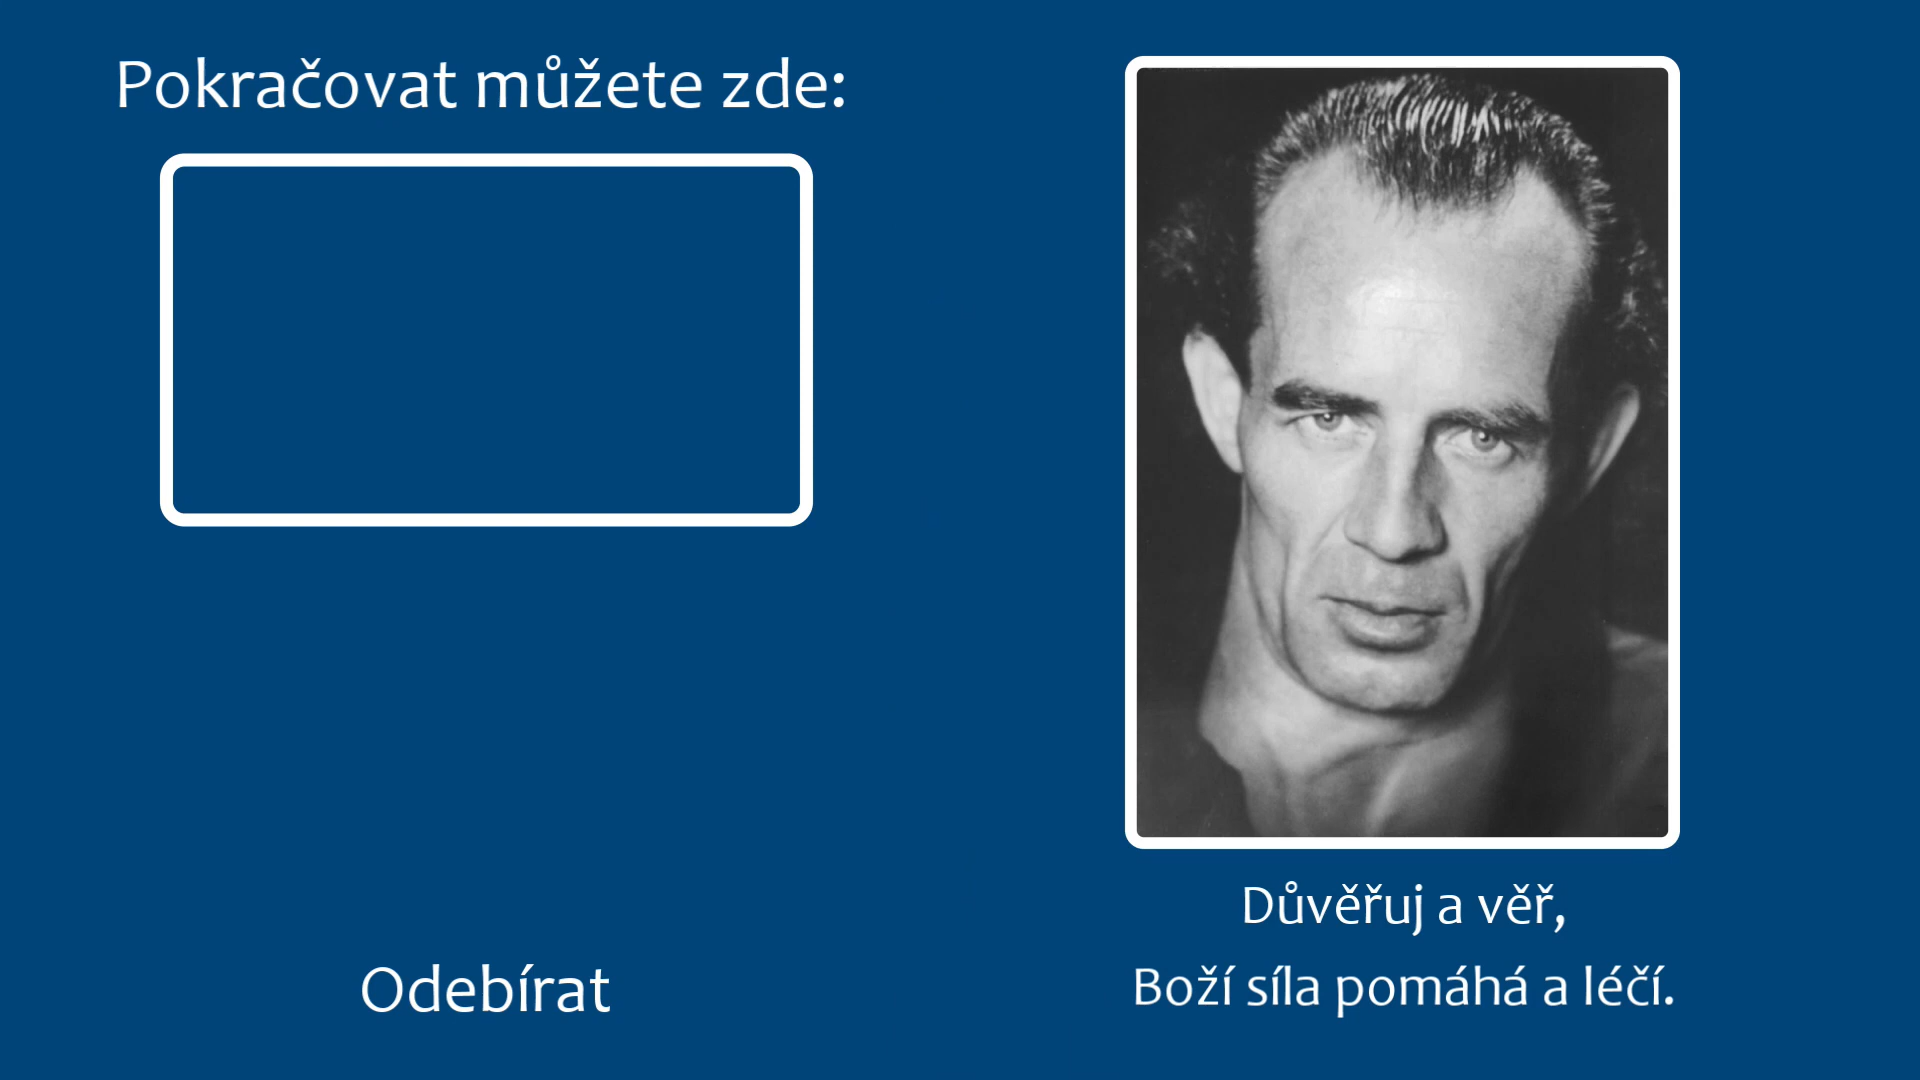 Pokračovat můžete zde:
Odebírat
Důvěřuj a věř,
Boží síla pomáhá a léčí.